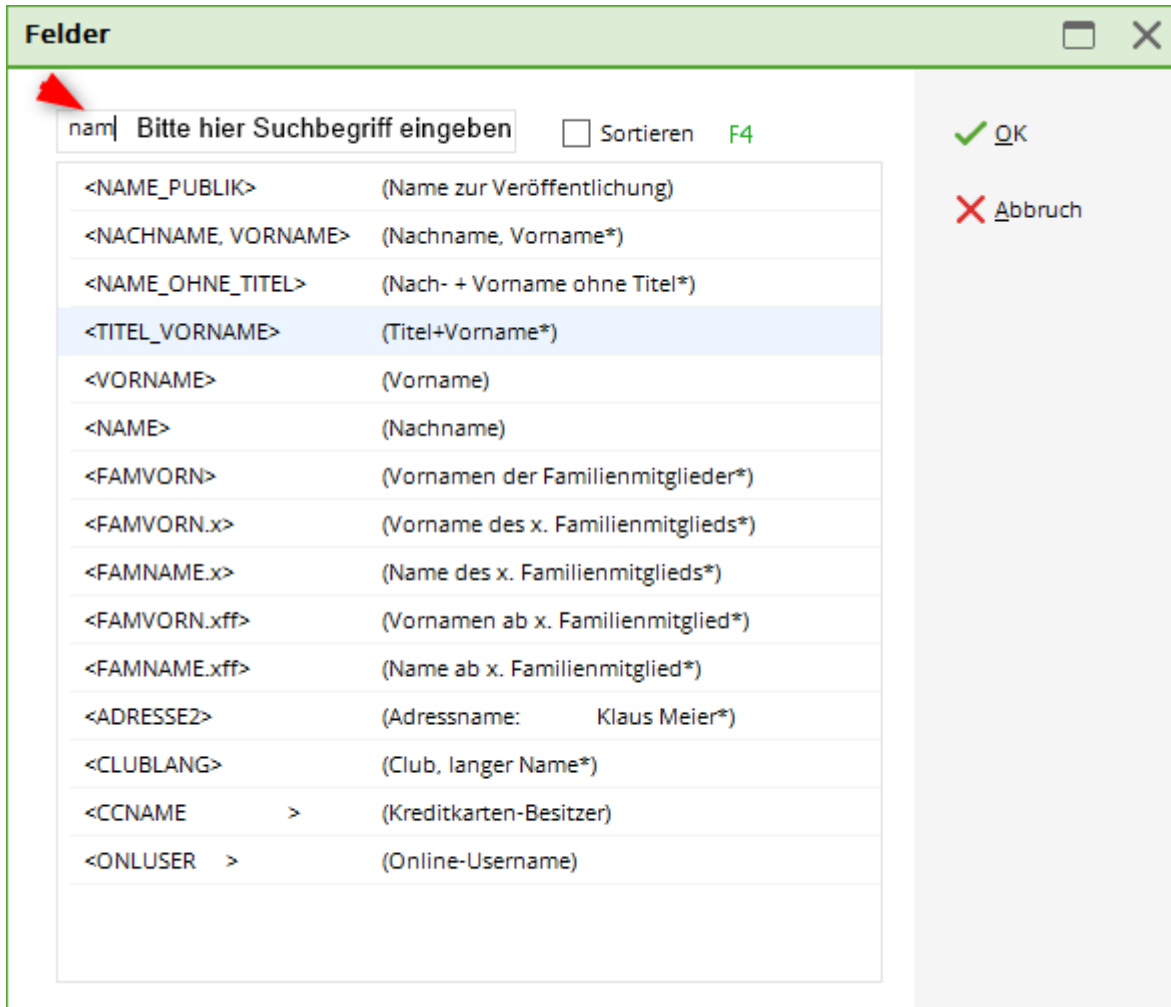 Felder
nam Bitte hier Suchbegriff eingeben Sortieren F4
OK
<NAME_PUBLIK> (Name zur Veröffentlichung)
Abbruch
<NACHNAME, VORNAME> (Nachname, Vorname*)
<NAME_OHNE_TITEL> (Nach- + Vorname ohne Titel*)
<TITEL_VORNAME> (Titel+Vorname*)
<VORNAME> (Vorname)
<NAME> (Nachname)
<FAMVORN> (Vornamen der Familienmitglieder*)
<FAMVORN.x> (Vorname des x. Familienmitglieds*)
<FAMNAME.x> (Name des x. Familienmitglieds*)
<FAMVORN.xff> (Vornamen ab x. Familienmitglied*)
<FAMNAME.xff> (Name ab x. Familienmitglied*)
<ADRESSE2> (Adressname: Klaus Meier*)
<CLUBLANG> (Club, langer Name*)
<CCNAME > (Kreditkarten-Besitzer)
<ONLUSER > (Online-Username)